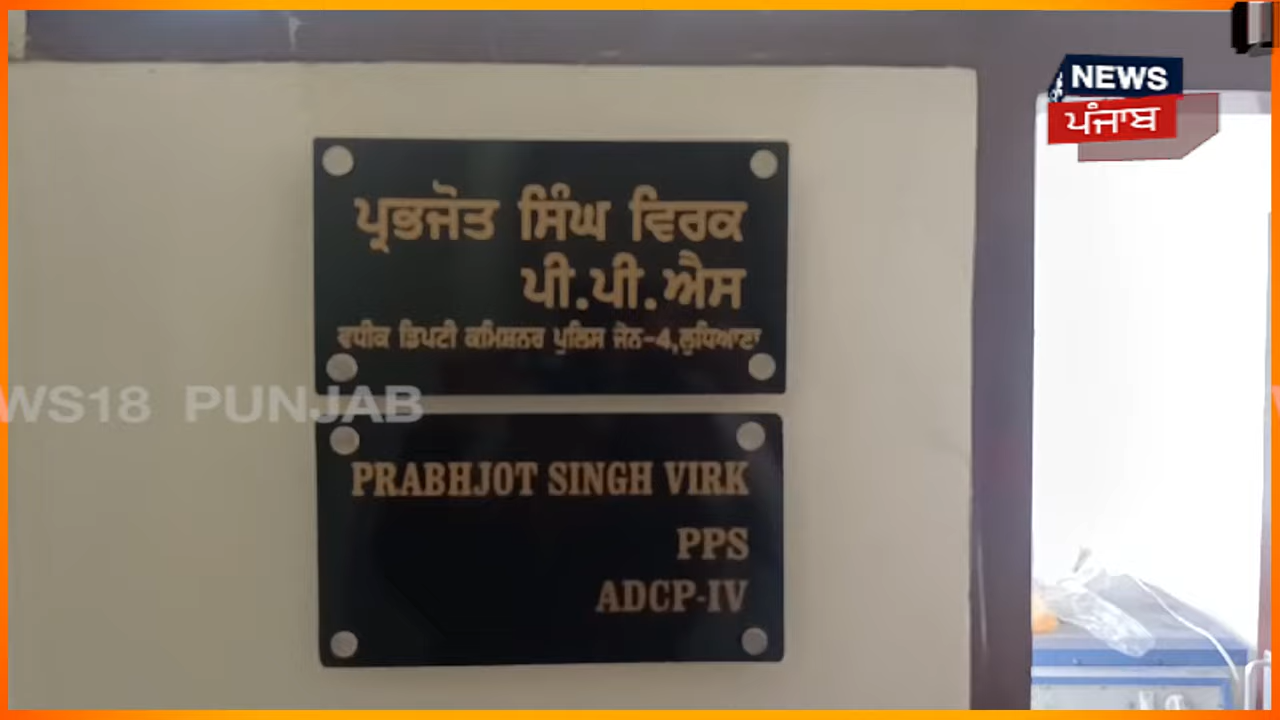 NEWS
ਪੰਜਾਬ
ਪ੍ਰਭਜੋਤ ਸਿੰਘ ਵਿਰਕ
ਪੀ.ਪੀ.ਐਸ
ਵਧੀਕ ਡਿਪਟੀ ਕਮਿਸ਼ਨਰ ਪੁਲਿਸ ਜੋਨ-4,ਲੁਧਿਆਣਾ
WS18 PUNJAB
PRABHJOT SINGH VIRK
PPS
ADCP-IV